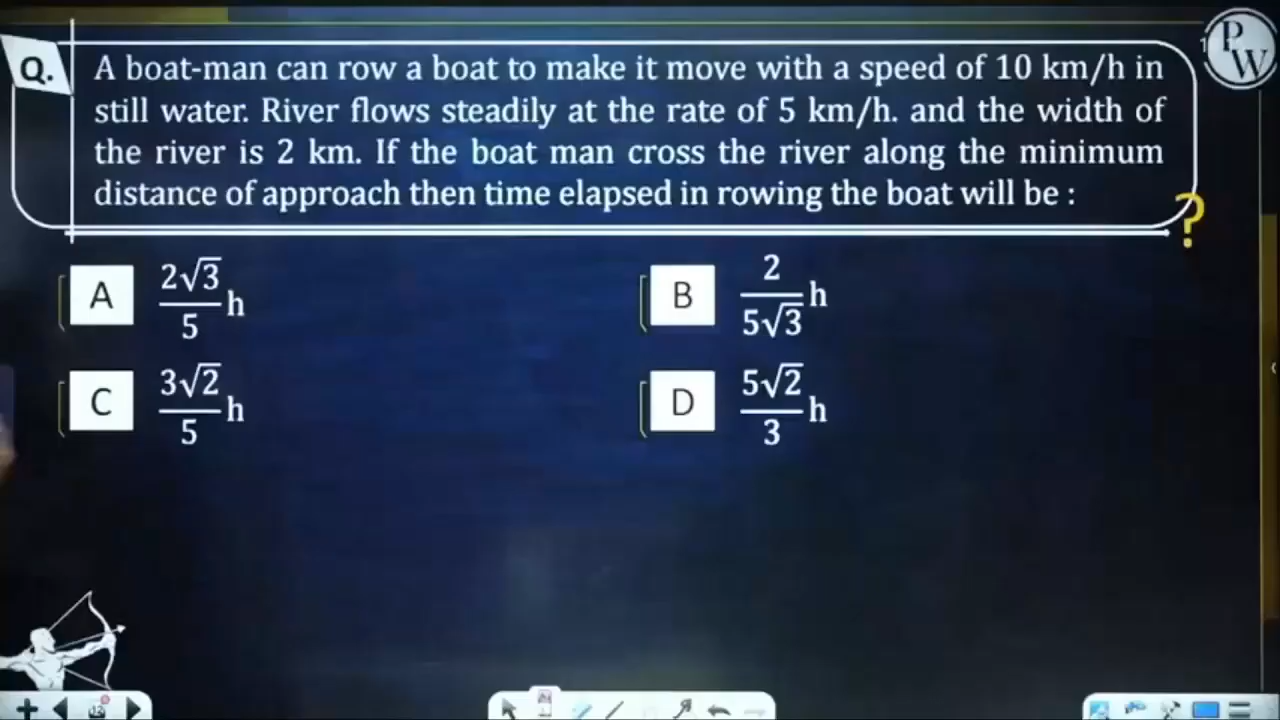 Q. A boat-man can row a boat to make it move with a speed of 10 km/h in
still water. River flows steadily at the rate of 5 km/h. and the width of
the river is 2 km. If the boat man cross the river along the minimum
distance of approach then time elapsed in rowing the boat will be :
?
A 2√3/5 h
B 2/5√3 h
C 3√2/5 h
D 5√2/3 h
P
W